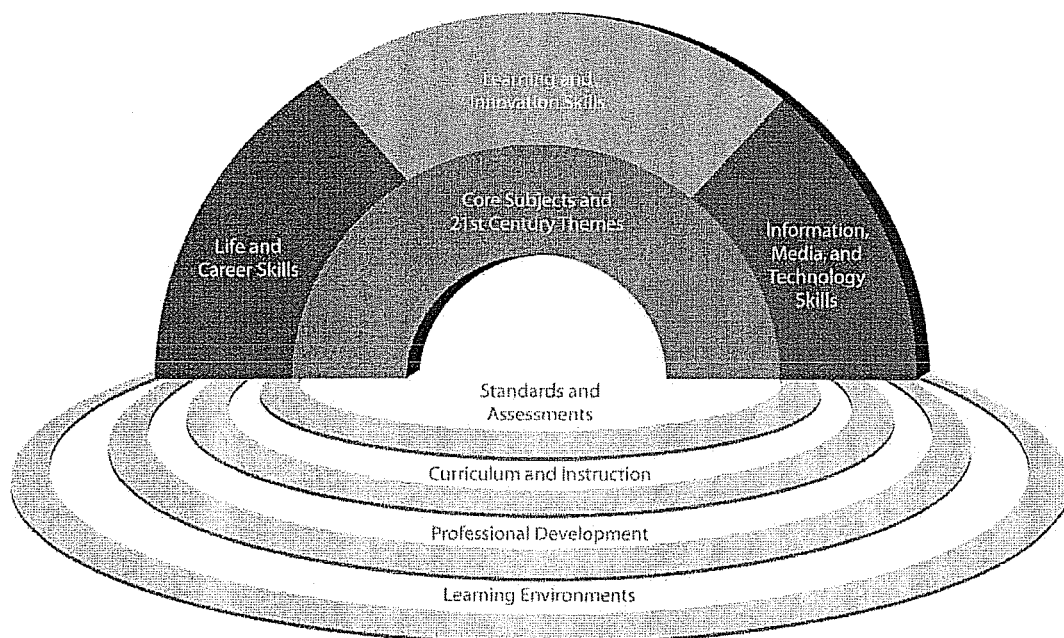 Learning and
Innovation Skills
Core Subjects and
21st Century Themes
Life and
Career Skills
Information,
Media, and
Technology
Skills
Standards and
Assessments
Curriculum and Instruction
Professional Development
Learning Environments